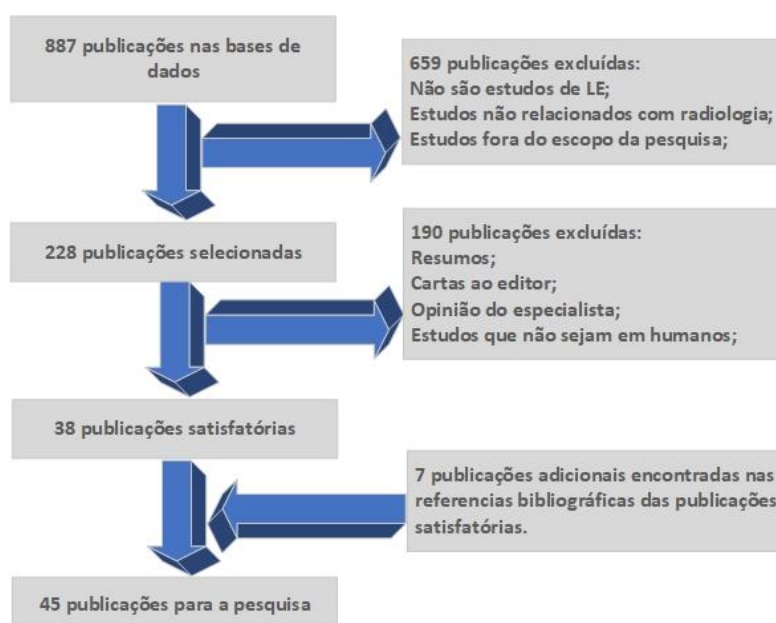 887 publicações nas bases de
dados
659 publicações excluídas:
Não são estudos de LE;
Estudos não relacionados com radiologia;
Estudos fora do escopo da pesquisa;
228 publicações selecionadas
190 publicações excluídas:
Resumos;
Cartas ao editor;
Opinião do especialista;
Estudos que não sejam em humanos;
38 publicações satisfatórias
7 publicações adicionais encontradas nas
referencias bibliográficas das publicações
satisfatórias.
45 publicações para a pesquisa